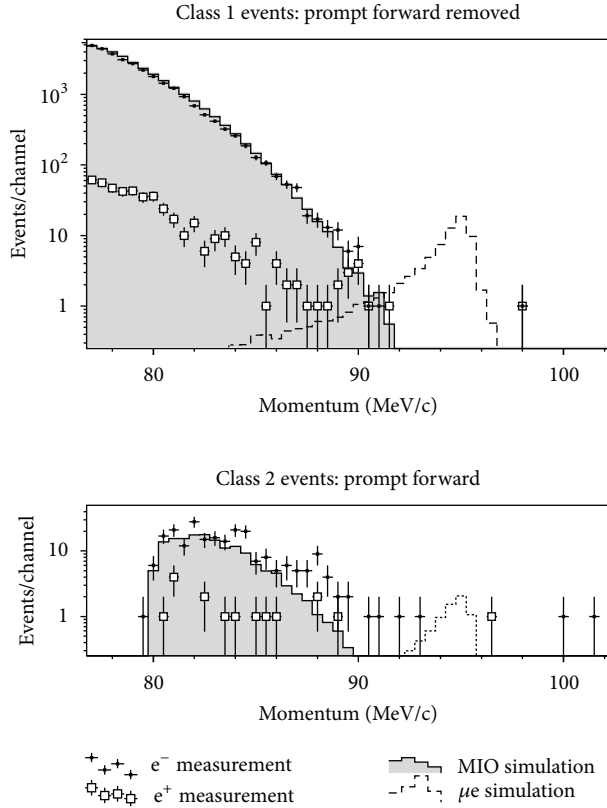 Class 1 events: prompt forward removed
Events/channel
10³
10²
10
1
80
90
100
Momentum (MeV/c)
Class 2 events: prompt forward
Events/channel
10
1
80
90
100
Momentum (MeV/c)
e⁻ measurement
e⁺ measurement
MIO simulation
μe simulation